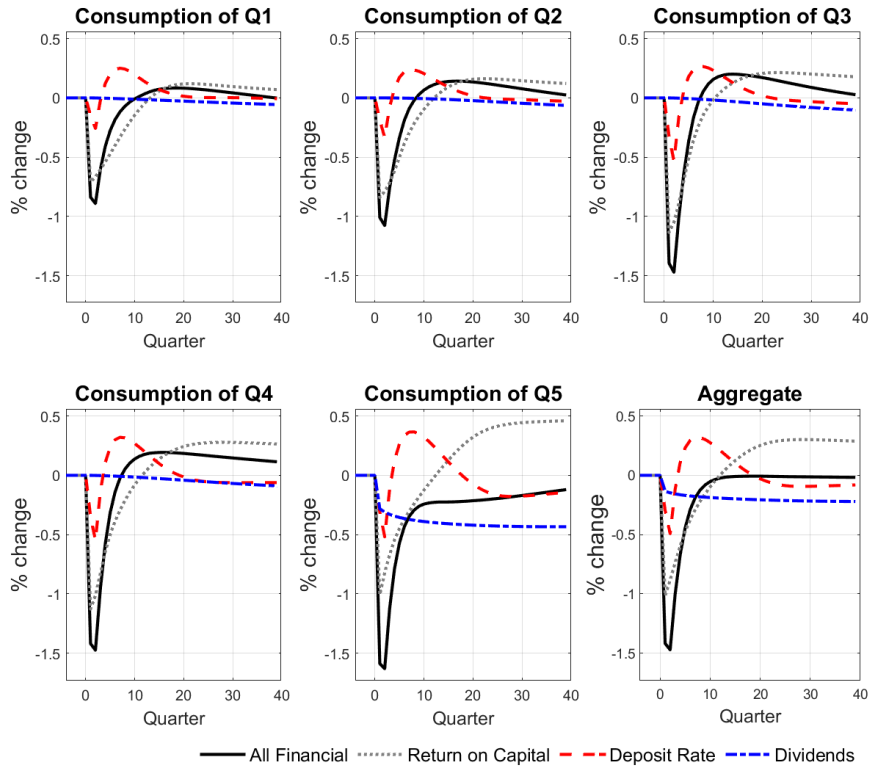 Consumption of Q1
Consumption of Q2
Consumption of Q3
0.5
0
-0.5
-1
-1.5
% change
0 10 20 30 40
Quarter
0.5
0
-0.5
-1
-1.5
% change
0 10 20 30 40
Quarter
0.5
0
-0.5
-1
-1.5
% change
0 10 20 30 40
Quarter
Consumption of Q4
Consumption of Q5
Aggregate
0.5
0
-0.5
-1
-1.5
% change
0 10 20 30 40
Quarter
0.5
0
-0.5
-1
-1.5
% change
0 10 20 30 40
Quarter
0.5
0
-0.5
-1
-1.5
% change
0 10 20 30 40
Quarter
All Financial Return on Capital Deposit Rate Dividends